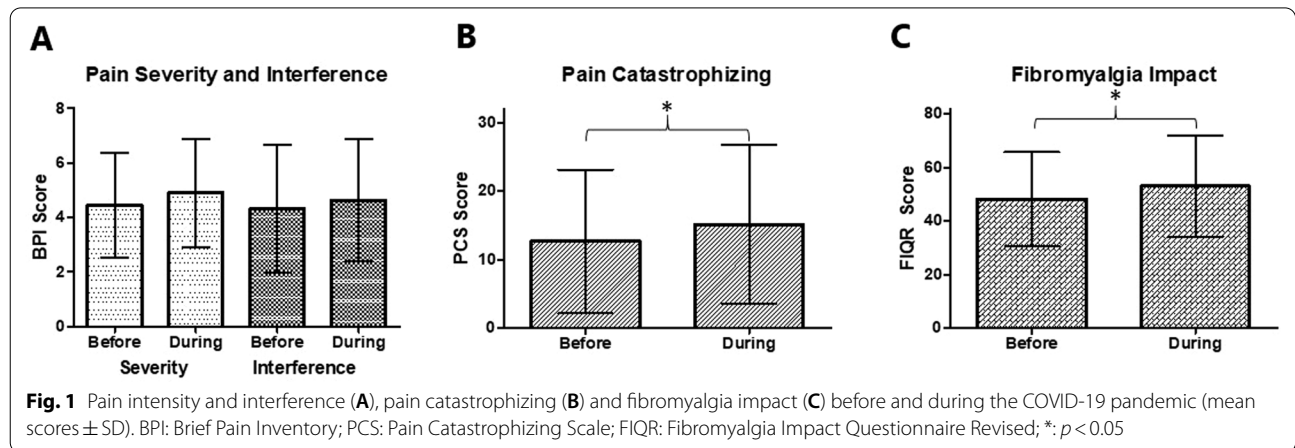 A
Pain Severity and Interference
BPI Score
8
6
4
2
0
Before During Before During
Severity Interference
B
Pain Catastrophizing
*
PCS Score
30
20
10
0
Before During
C
Fibromyalgia Impact
*
FIQR Score
80
60
40
20
0
Before During
Fig. 1 Pain intensity and interference (A), pain catastrophizing (B) and fibromyalgia impact (C) before and during the COVID-19 pandemic (mean
scores ± SD). BPI: Brief Pain Inventory; PCS: Pain Catastrophizing Scale; FIQR: Fibromyalgia Impact Questionnaire Revised; *: p < 0.05